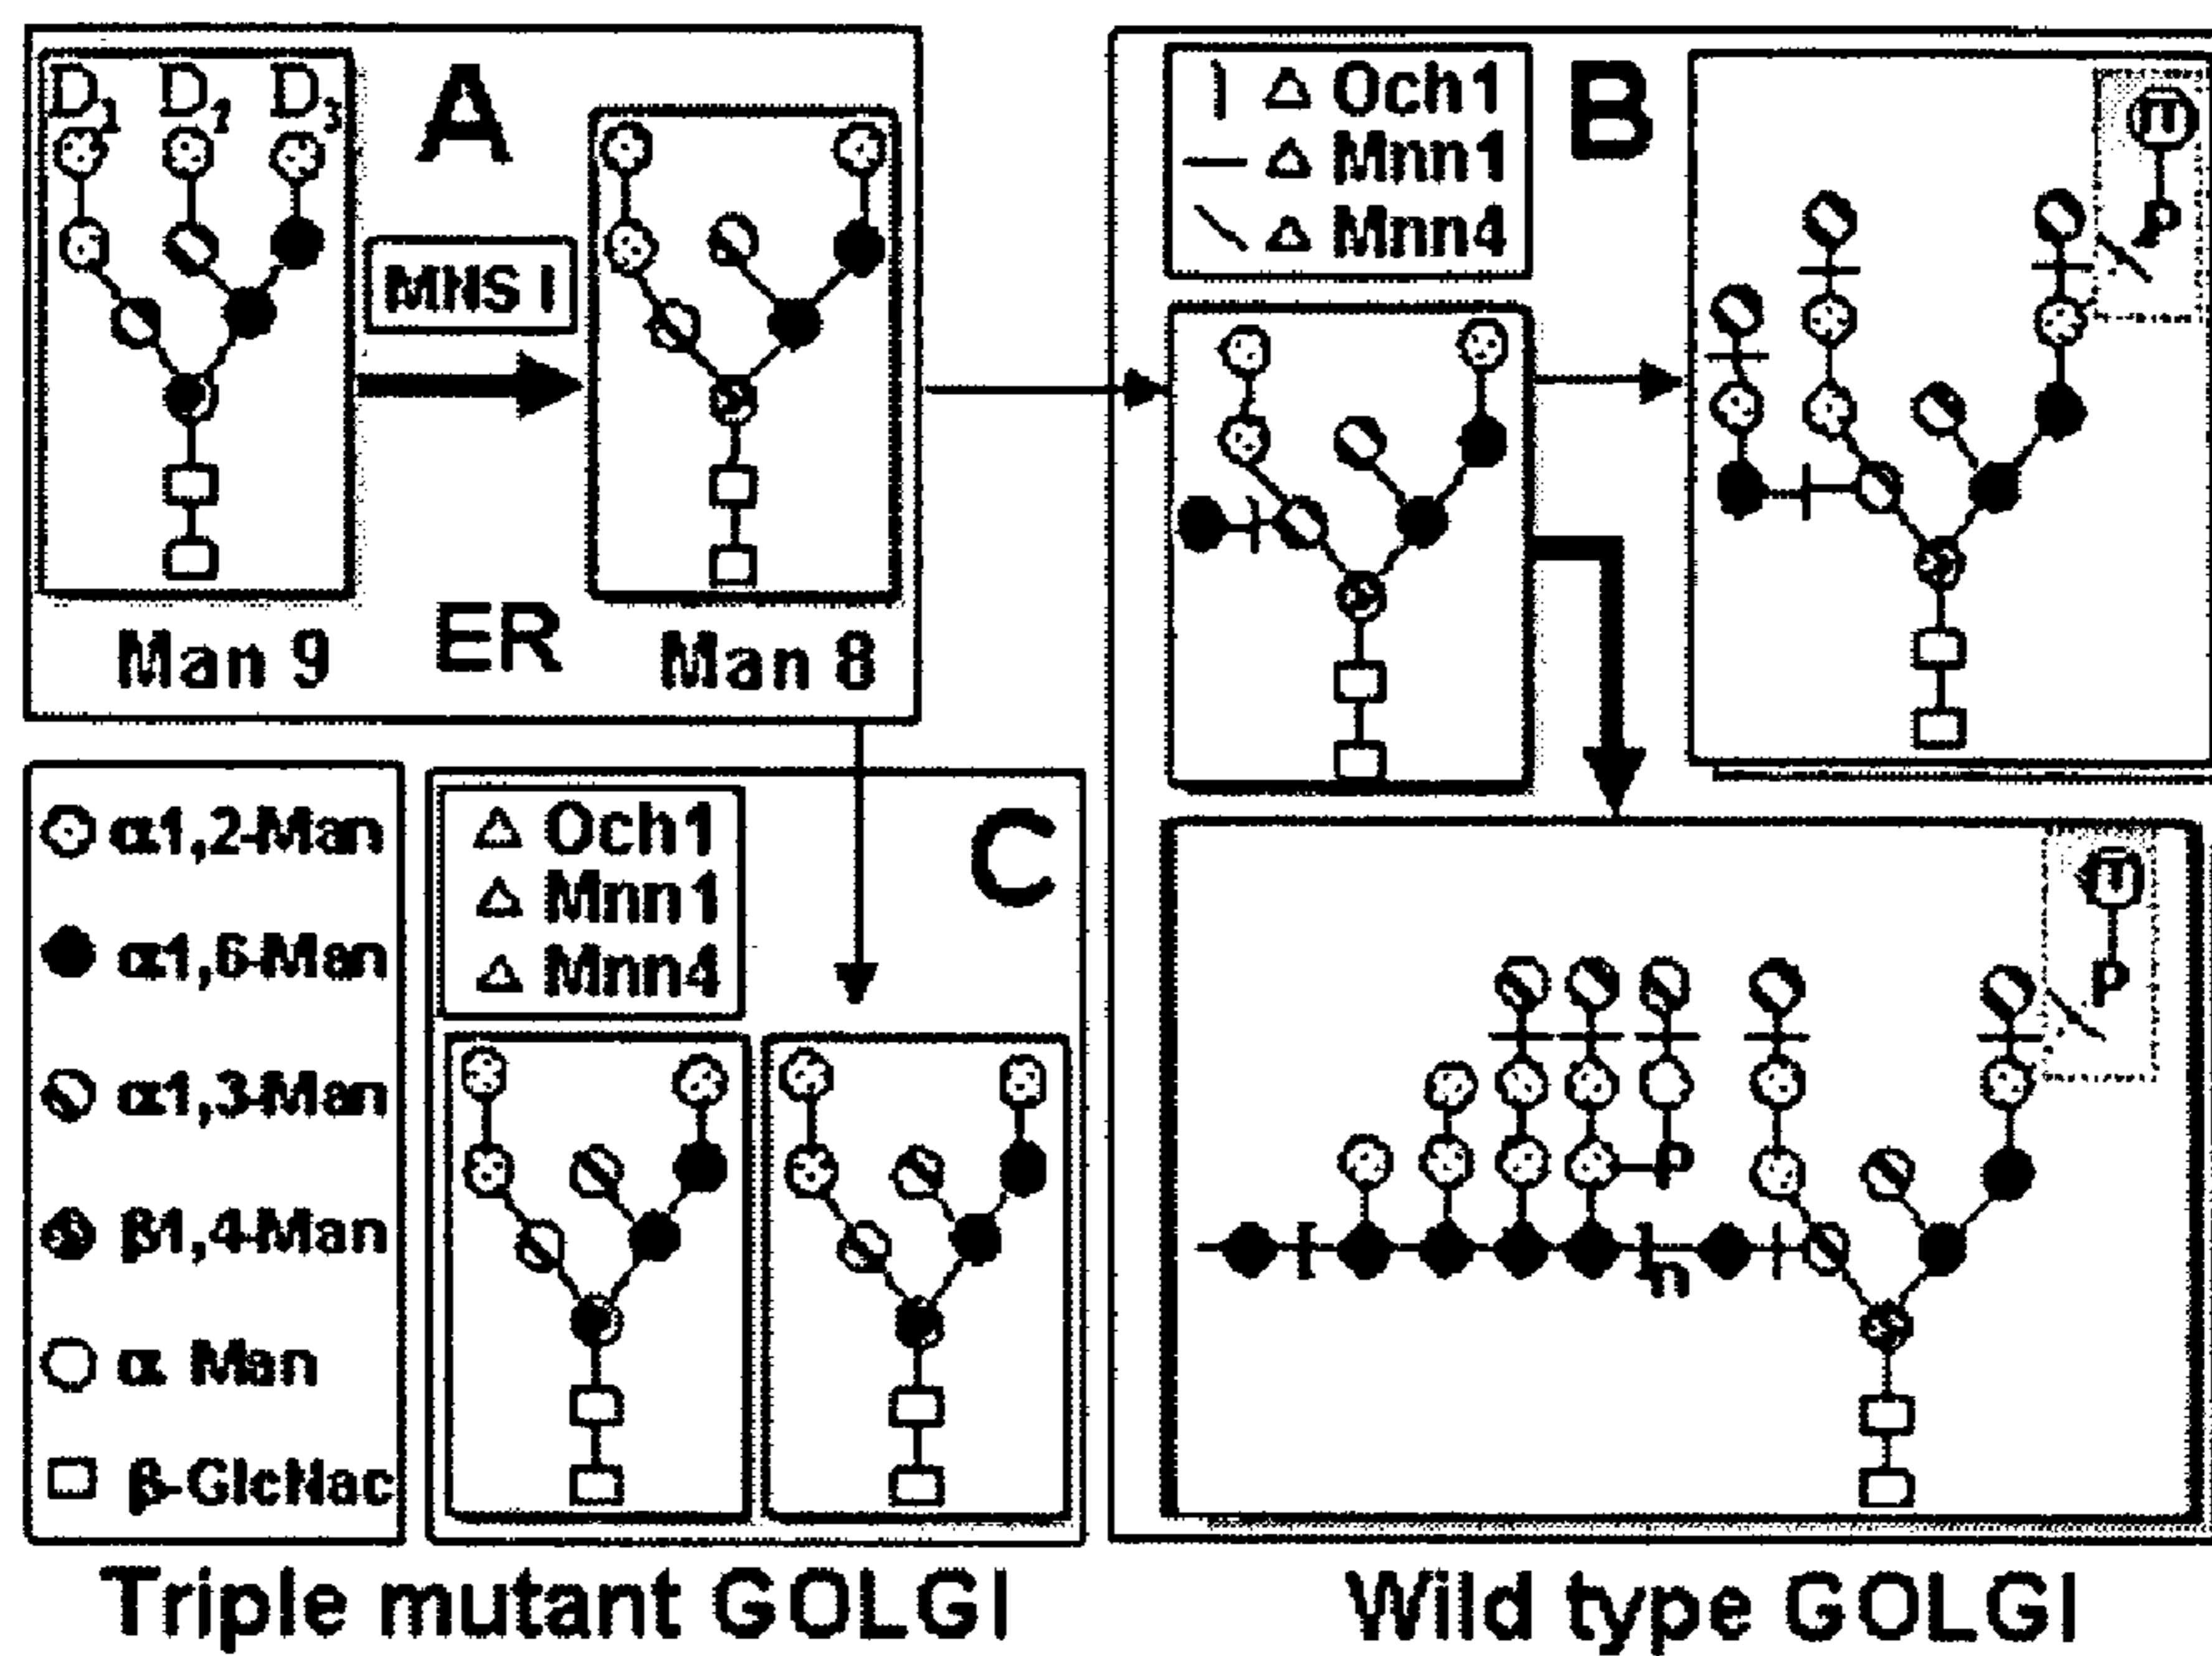 A
D1 D2 D3
MNS I
Man 9
ER
Man 8
B
Δ Och1
Δ Mnn1
Δ Mnn4
P
α1,2-Man
α1,6-Man
α1,3-Man
β1,4-Man
α Man
β-GlcNac
C
Δ Och1
Δ Mnn1
Δ Mnn4
P
P
n
Triple mutant GOLGI
Wild type GOLGI